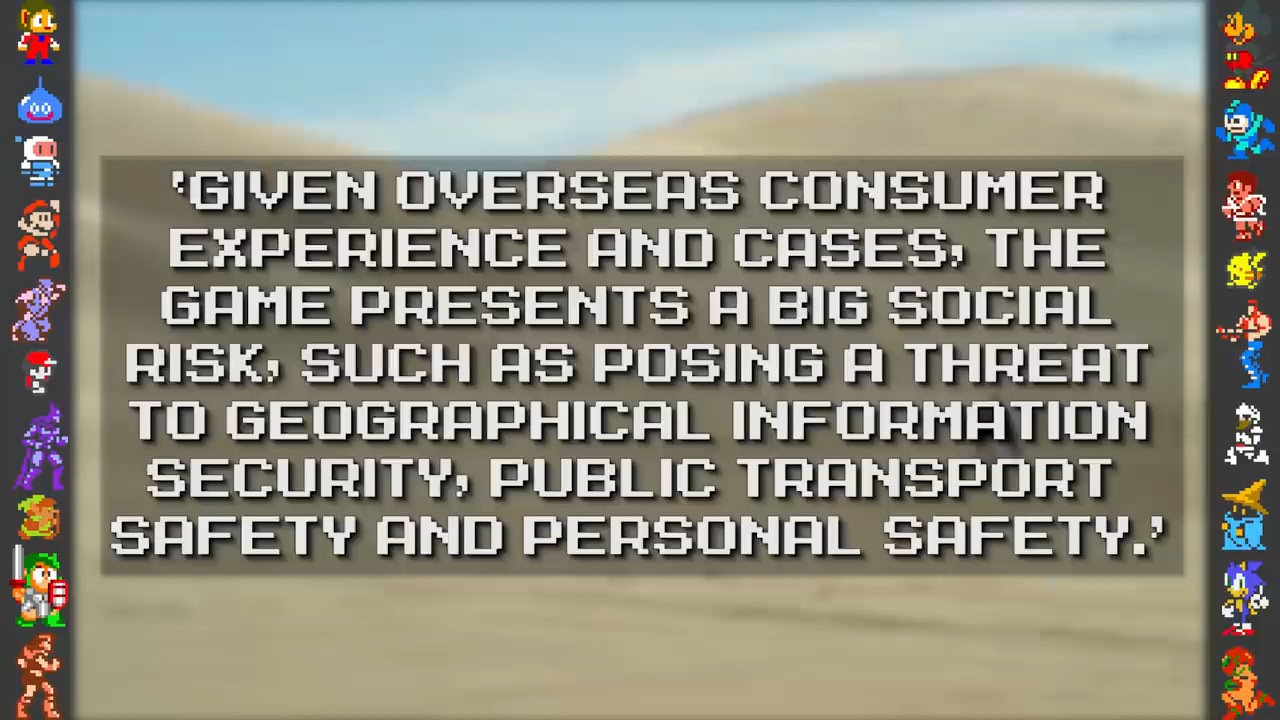 'GIVEN OVERSEAS CONSUMER
EXPERIENCE AND CASES, THE
GAME PRESENTS A BIG SOCIAL
RISK, SUCH AS POSING A THREAT
TO GEOGRAPHICAL INFORMATION
SECURITY, PUBLIC TRANSPORT
SAFETY AND PERSONAL SAFETY.'